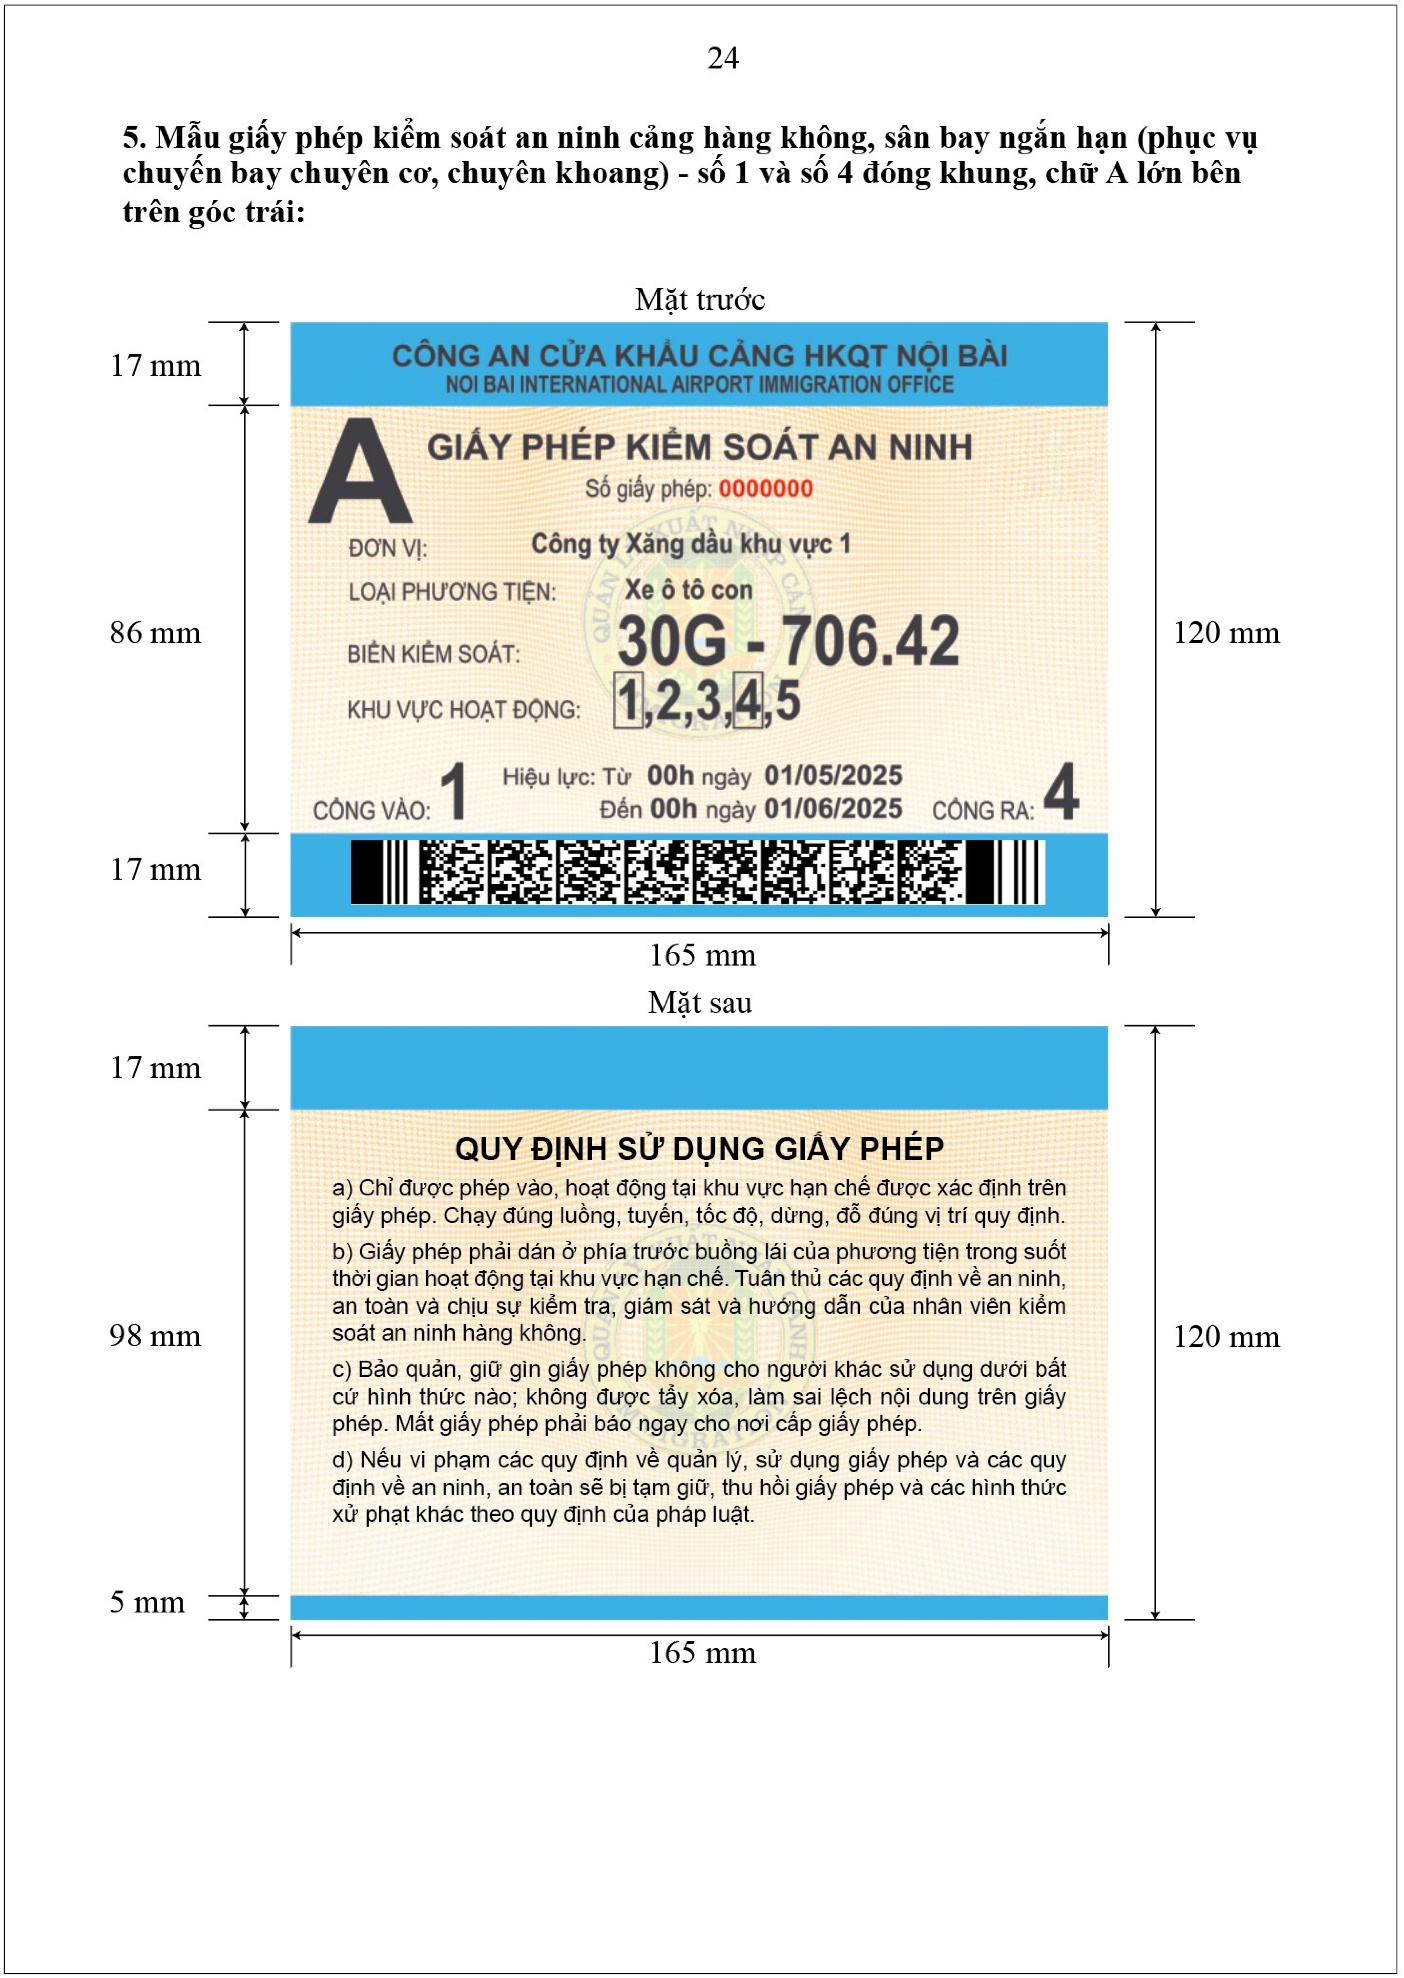 24
5. Mẫu giấy phép kiểm soát an ninh cảng hàng không, sân bay ngắn hạn (phục vụ
chuyến bay chuyên cơ, chuyên khoang) - số 1 và số 4 đóng khung, chữ A lớn bên
trên góc trái:
Mặt trước
17 mm
CÔNG AN CỬA KHẨU CẢNG HKQT NỘI BÀI
NOI BAI INTERNATIONAL AIRPORT IMMIGRATION OFFICE
A
GIẤY PHÉP KIỂM SOÁT AN NINH
Số giấy phép: 0000000
ĐƠN VỊ: Công ty Xăng dầu khu vực 1
LOẠI PHƯƠNG TIỆN: Xe ô tô con
86 mm
BIỂN KIỂM SOÁT: 30G - 706.42
120 mm
KHU VỰC HOẠT ĐỘNG: 1,2,3,4,5
QUẢN LÝ XUẤT NHẬP CẢNH
IMMIGRATION
Hiệu lực: Từ 00h ngày 01/05/2025
CỔNG VÀO: 1 Đến 00h ngày 01/06/2025 CỔNG RA: 4
17 mm
165 mm
Mặt sau
17 mm
QUY ĐỊNH SỬ DỤNG GIẤY PHÉP
a) Chỉ được phép vào, hoạt động tại khu vực hạn chế được xác định trên
giấy phép. Chạy đúng luồng, tuyến, tốc độ, dừng, đỗ đúng vị trí quy định.
b) Giấy phép phải dán ở phía trước buồng lái của phương tiện trong suốt
thời gian hoạt động tại khu vực hạn chế. Tuân thủ các quy định về an ninh,
an toàn và chịu sự kiểm tra, giám sát và hướng dẫn của nhân viên kiểm
soát an ninh hàng không.
98 mm
120 mm
c) Bảo quản, giữ gìn giấy phép không cho người khác sử dụng dưới bất
cứ hình thức nào; không được tẩy xóa, làm sai lệch nội dung trên giấy
phép. Mất giấy phép phải báo ngay cho nơi cấp giấy phép.
d) Nếu vi phạm các quy định về quản lý, sử dụng giấy phép và các quy
định về an ninh, an toàn sẽ bị tạm giữ, thu hồi giấy phép và các hình thức
xử phạt khác theo quy định của pháp luật.
QUẢN LÝ XUẤT NHẬP CẢNH
IMMIGRATION
5 mm
165 mm